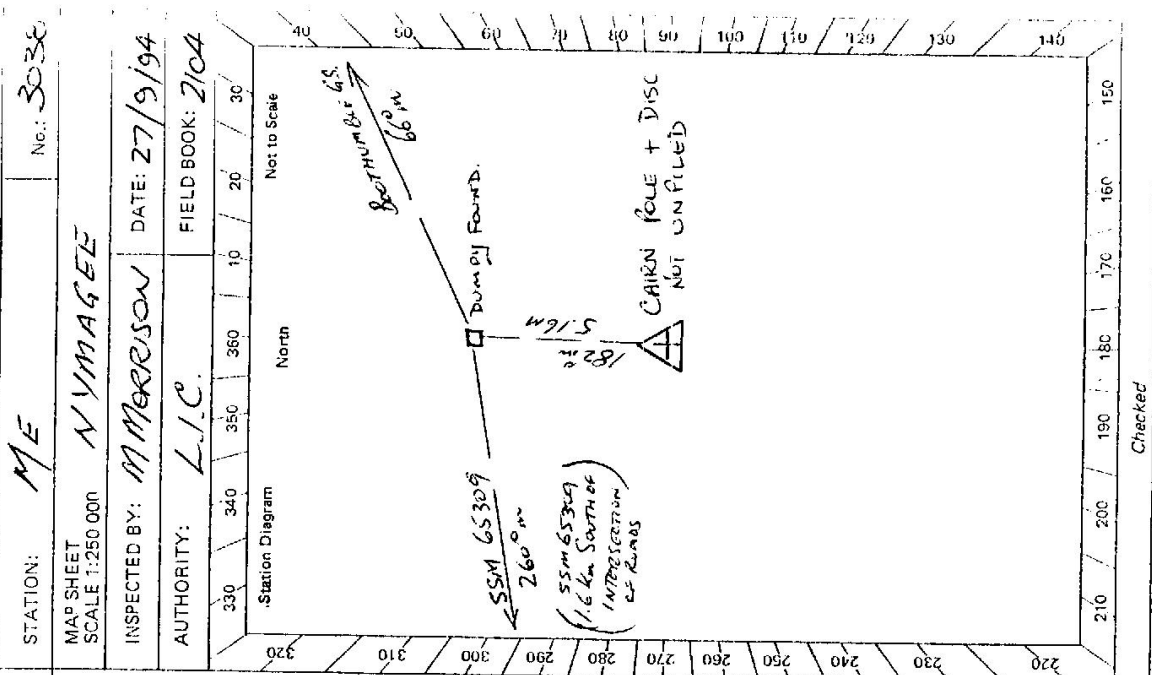 STATION: ME No.: 3038
MAP SHEET
SCALE 1:250 000 NYMAGEE
INSPECTED BY: M MORRISON DATE: 27/9/94
AUTHORITY: L.I.C. FIELD BOOK: 2104
330 340 350 360 10 20 30
Station Diagram North Not to Scale
320 310 300 290 280 270 260 250 240 230 220
40 50 60 70 80 90 100 110 120 130 140
BOOTHUMBLE G.S.
66° m
DUMPY FOUND.
SSM 65309
260° m
(SSM 65309
1.6 Km SOUTH OF
INTERSECTION
OF ROADS)
182° m
5.16M
CAIRN POLE + DISC
NOT UNPILED
210 200 190 180 170 160 150
Checked